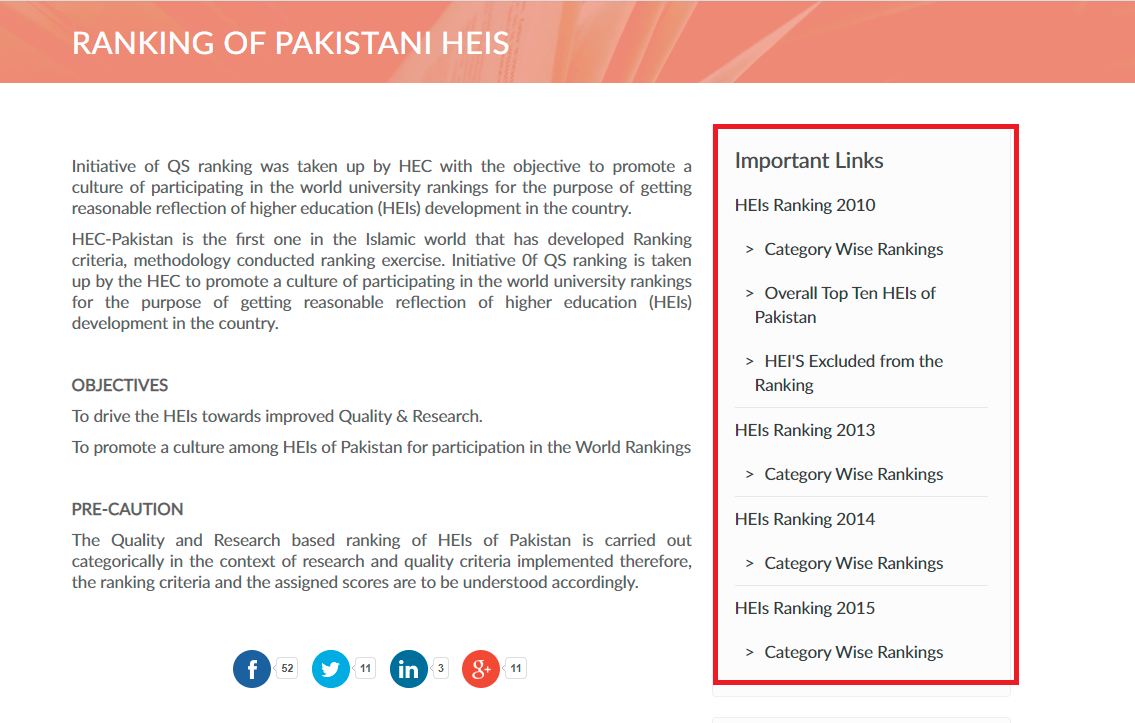 RANKING OF PAKISTANI HEIS
Initiative of QS ranking was taken up by HEC with the objective to promote a
culture of participating in the world university rankings for the purpose of getting
reasonable reflection of higher education (HEIs) development in the country.
HEC-Pakistan is the first one in the Islamic world that has developed Ranking
criteria, methodology conducted ranking exercise. Initiative 0f QS ranking is taken
up by the HEC to promote a culture of participating in the world university rankings
for the purpose of getting reasonable reflection of higher education (HEIs)
development in the country.
OBJECTIVES
To drive the HEIs towards improved Quality & Research.
To promote a culture among HEIs of Pakistan for participation in the World Rankings
PRE-CAUTION
The Quality and Research based ranking of HEIs of Pakistan is carried out
categorically in the context of research and quality criteria implemented therefore,
the ranking criteria and the assigned scores are to be understood accordingly.
f 52 11 in 3 g+ 11
Important Links
HEIs Ranking 2010
> Category Wise Rankings
> Overall Top Ten HEIs of
Pakistan
> HEI'S Excluded from the
Ranking
HEIs Ranking 2013
> Category Wise Rankings
HEIs Ranking 2014
> Category Wise Rankings
HEIs Ranking 2015
> Category Wise Rankings